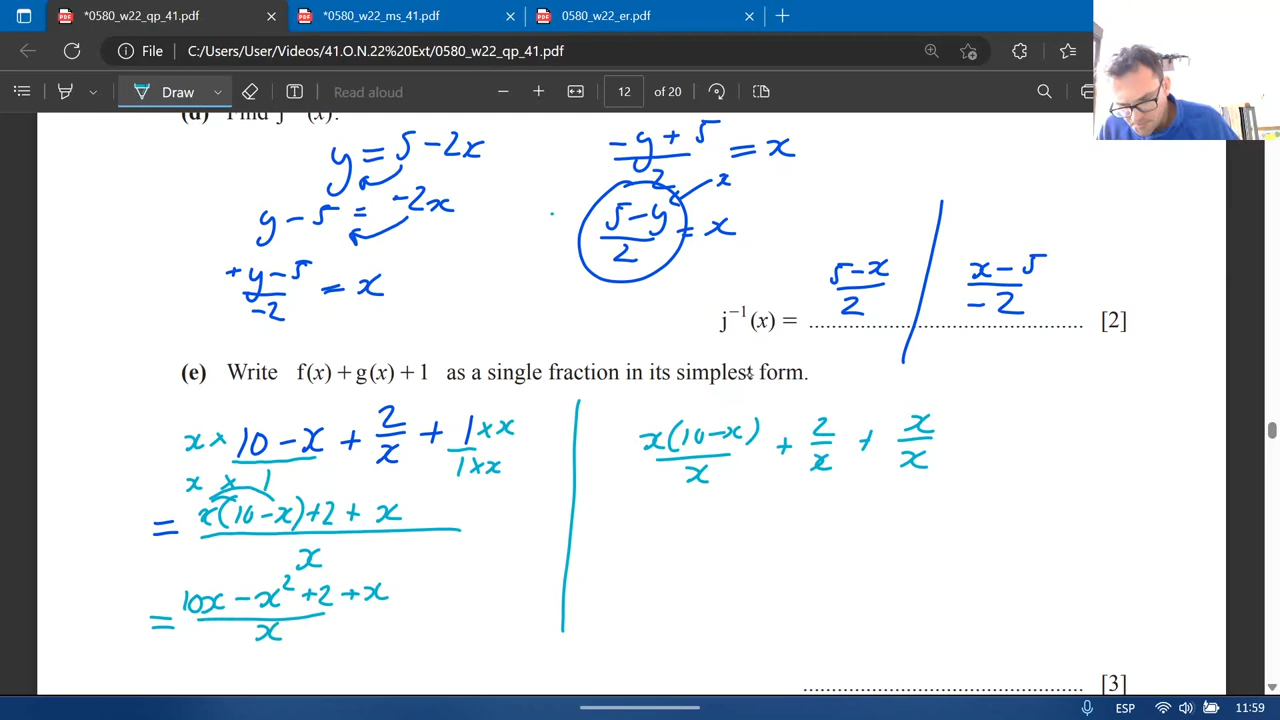 *0580_w22_qp_41.pdf
*0580_w22_ms_41.pdf
0580_w22_er.pdf
File C:/Users/User/Videos/41.O.N.22%20Ext/0580_w22_qp_41.pdf
Draw
Read aloud
12 of 20
y = 5 - 2x
y - 5 = -2x
+y - 5 / -2 = x
-y + 5 / 2 = x
5 - y / 2 = x
x
5 - x / 2
x - 5 / -2
j⁻¹(x) = ................................................ [2]
(e) Write f(x) + g(x) + 1 as a single fraction in its simplest form.
x × 10 - x / x × 1 + 2/x + 1 × x / 1 × x
= x(10 - x) + 2 + x / x
= 10x - x² + 2 + x / x
x(10 - x) / x + 2/x + x/x
................................................ [3]
ESP 11:59